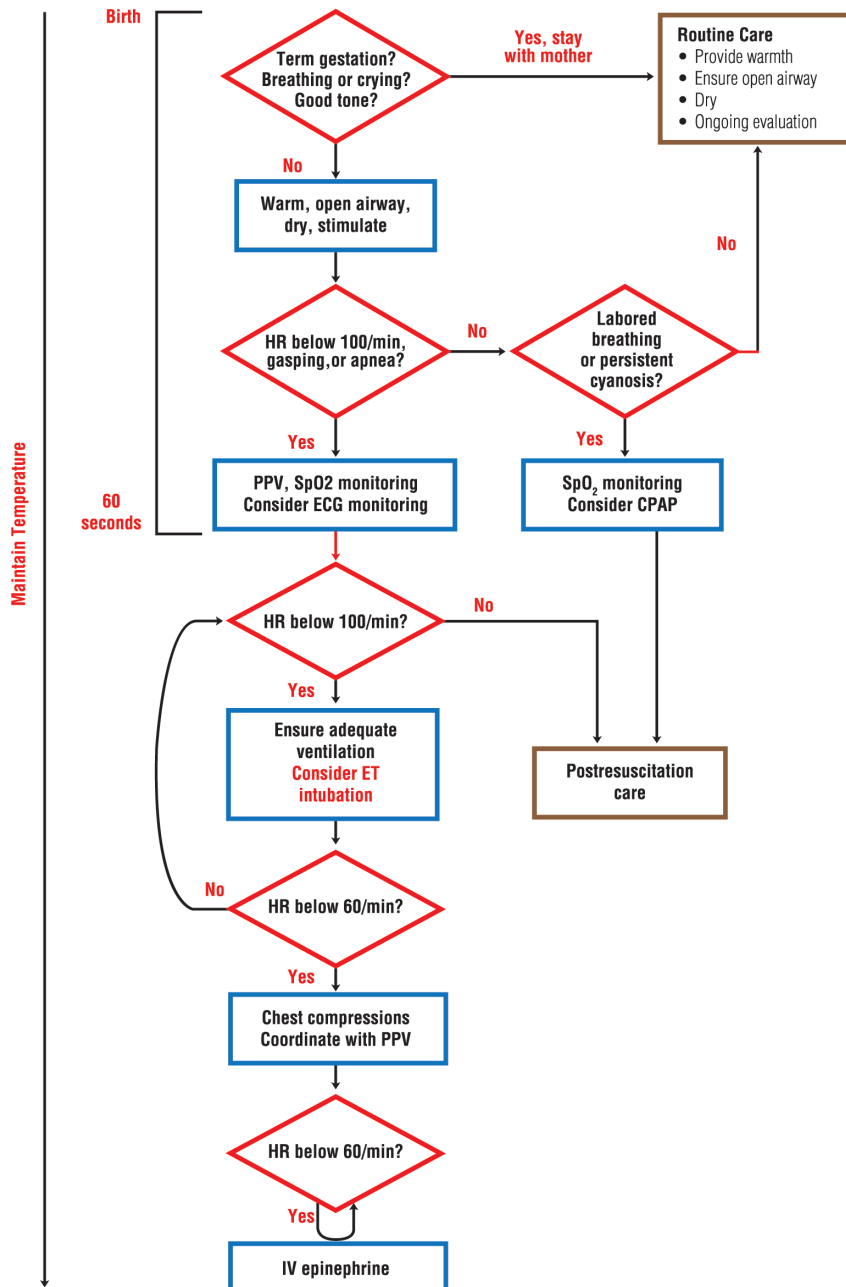 Birth
Term gestation?
Breathing or crying?
Good tone?
Yes, stay
with mother
Routine Care
• Provide warmth
• Ensure open airway
• Dry
• Ongoing evaluation
No
Warm, open airway,
dry, stimulate
No
HR below 100/min,
gasping, or apnea?
No
Labored
breathing
or persistent
cyanosis?
Yes
Yes
60
seconds
PPV, SpO2 monitoring
Consider ECG monitoring
SpO₂ monitoring
Consider CPAP
Maintain Temperature
HR below 100/min?
No
Yes
Ensure adequate
ventilation
Consider ET
intubation
Postresuscitation
care
No
HR below 60/min?
Yes
Chest compressions
Coordinate with PPV
HR below 60/min?
Yes
IV epinephrine